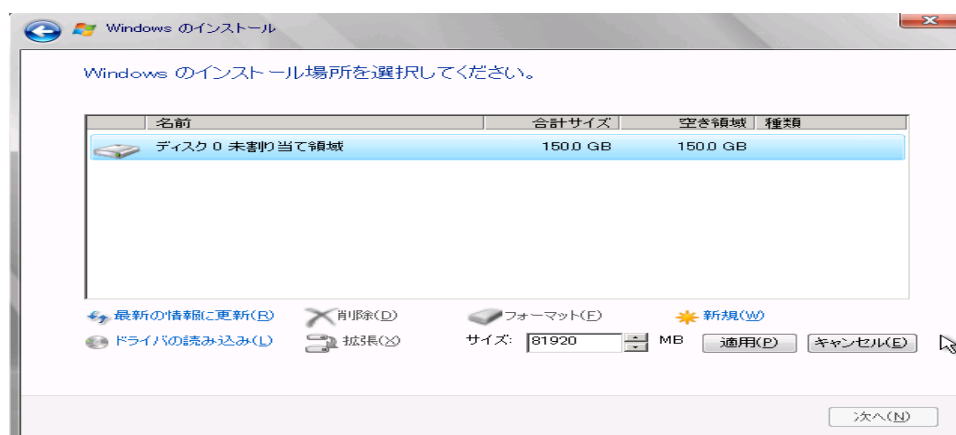 Windows のインストール
Windows のインストール場所を選択してください。
名前 合計サイズ 空き領域 種類
ディスク 0 未割り当て領域 150.0 GB 150.0 GB
最新の情報に更新(R) 削除(D) フォーマット(F) 新規(W)
ドライバの読み込み(L) 拡張(X) サイズ: 81920 MB 適用(P) キャンセル(E)
次へ(N)